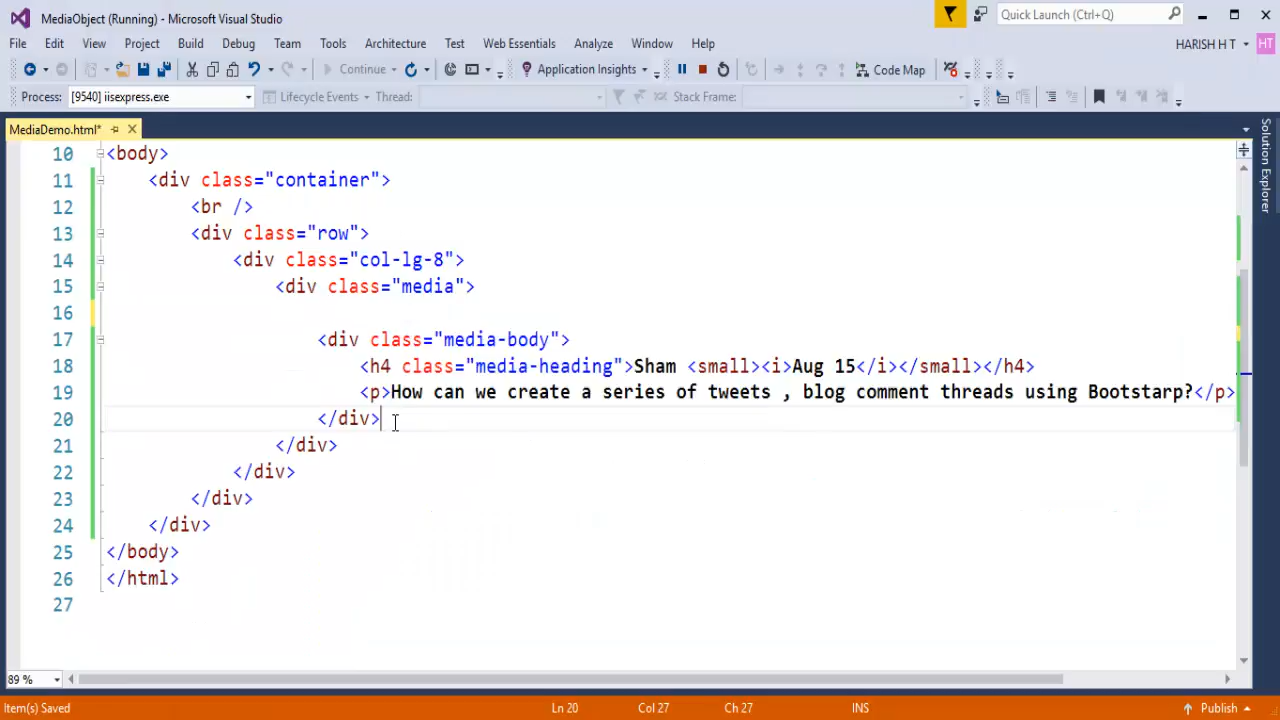 MediaObject (Running) - Microsoft Visual Studio
Quick Launch (Ctrl+Q)
File Edit View Project Build Debug Team Tools Architecture Test Web Essentials Analyze Window Help
HARISH H T HT
Continue Application Insights Code Map
Process: [9540] iisexpress.exe Lifecycle Events Thread: Stack Frame:
MediaDemo.html*
Solution Explorer
10 <body>
11 <div class="container">
12 <br />
13 <div class="row">
14 <div class="col-lg-8">
15 <div class="media">
16
17 <div class="media-body">
18 <h4 class="media-heading">Sham <small><i>Aug 15</i></small></h4>
19 <p>How can we create a series of tweets , blog comment threads using Bootstarp?</p>
20 </div>
21 </div>
22 </div>
23 </div>
24 </div>
25 </body>
26 </html>
27
89 %
Item(s) Saved Ln 20 Col 27 Ch 27 INS Publish